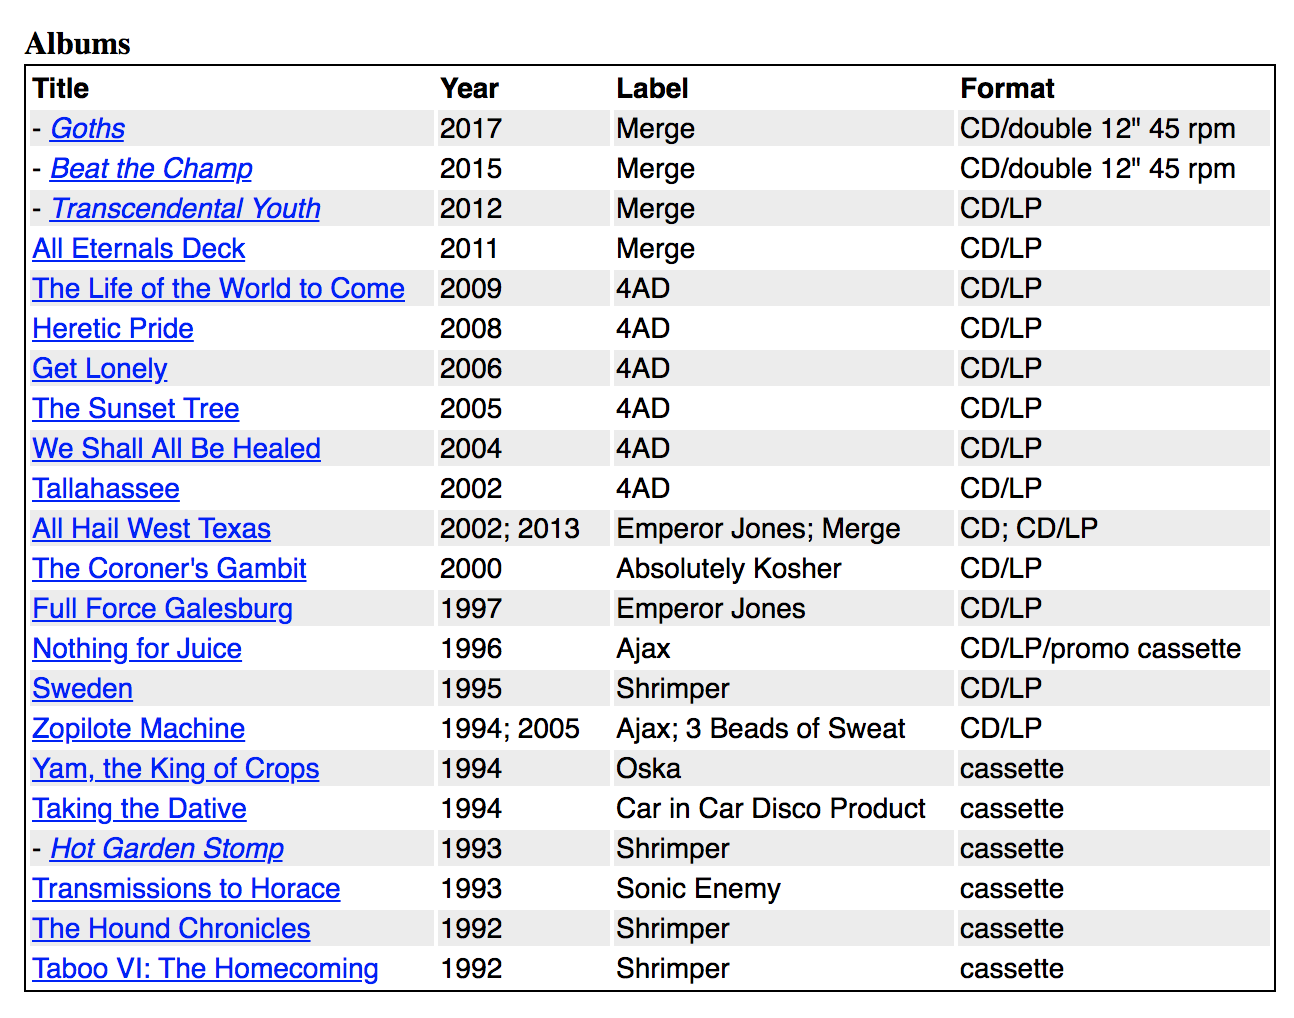 Albums
Title Year Label Format
- Goths 2017 Merge CD/double 12" 45 rpm
- Beat the Champ 2015 Merge CD/double 12" 45 rpm
- Transcendental Youth 2012 Merge CD/LP
All Eternals Deck 2011 Merge CD/LP
The Life of the World to Come 2009 4AD CD/LP
Heretic Pride 2008 4AD CD/LP
Get Lonely 2006 4AD CD/LP
The Sunset Tree 2005 4AD CD/LP
We Shall All Be Healed 2004 4AD CD/LP
Tallahassee 2002 4AD CD/LP
All Hail West Texas 2002; 2013 Emperor Jones; Merge CD; CD/LP
The Coroner's Gambit 2000 Absolutely Kosher CD/LP
Full Force Galesburg 1997 Emperor Jones CD/LP
Nothing for Juice 1996 Ajax CD/LP/promo cassette
Sweden 1995 Shrimper CD/LP
Zopilote Machine 1994; 2005 Ajax; 3 Beads of Sweat CD/LP
Yam, the King of Crops 1994 Oska cassette
Taking the Dative 1994 Car in Car Disco Product cassette
- Hot Garden Stomp 1993 Shrimper cassette
Transmissions to Horace 1993 Sonic Enemy cassette
The Hound Chronicles 1992 Shrimper cassette
Taboo VI: The Homecoming 1992 Shrimper cassette